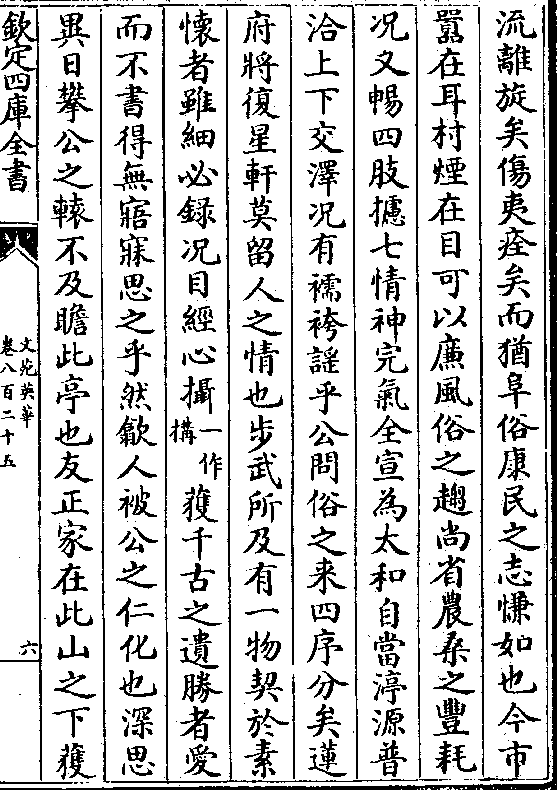 流離旋矣傷夷痊矣而猶阜俗康民之志慊如也今市
囂在耳村煙在目可以廉風俗之趨尚省農桑之豐耗
况又暢四肢攄七情神完氣全宣為太和自當渟源普
洽上下交澤况有襦袴謡乎公問俗之来四序分矣蓮
府將復星軒莫留人之情也步武所及有一物契於素
懷者雖細必録况目經心攝一作構蒦千古之遺勝者愛
而不書得無寤寐思之乎然歙人被公之仁化也深思
異日攀公之轅不及瞻此亭也友正家在此山之下獲
欽定四庫全書
文苑英華
卷八百二十五
六